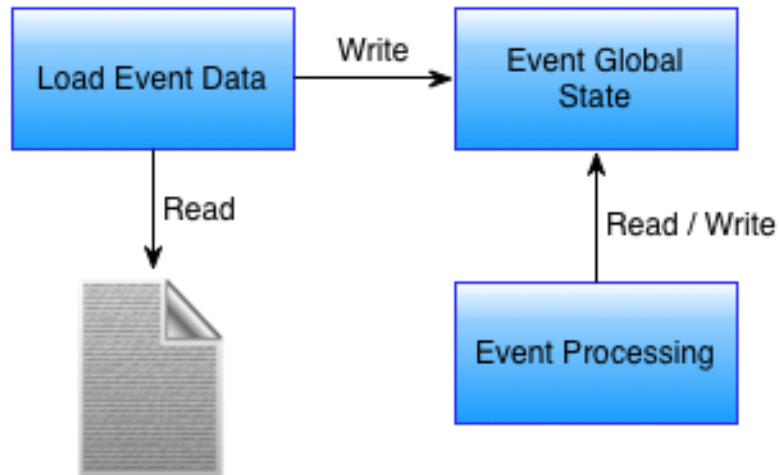 Load Event Data
Write
Event Global
State
Read
Read / Write
Event Processing